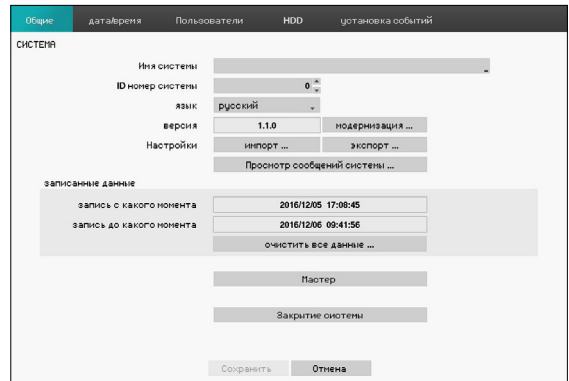 Общие дата/время Пользователи HDD установка событий
СИСТЕМА
Имя системы
ID номер системы 0
язык русский
версия 1.1.0 модернизация ...
Настройки импорт ... экспорт ...
Просмотр сообщений системы ...
записанные данные
запись с какого момента 2016/12/05 17:08:45
запись до какого момента 2016/12/06 09:41:56
очистить все данные ...
Мастер
Закрытие системы
Сохранить Отмена